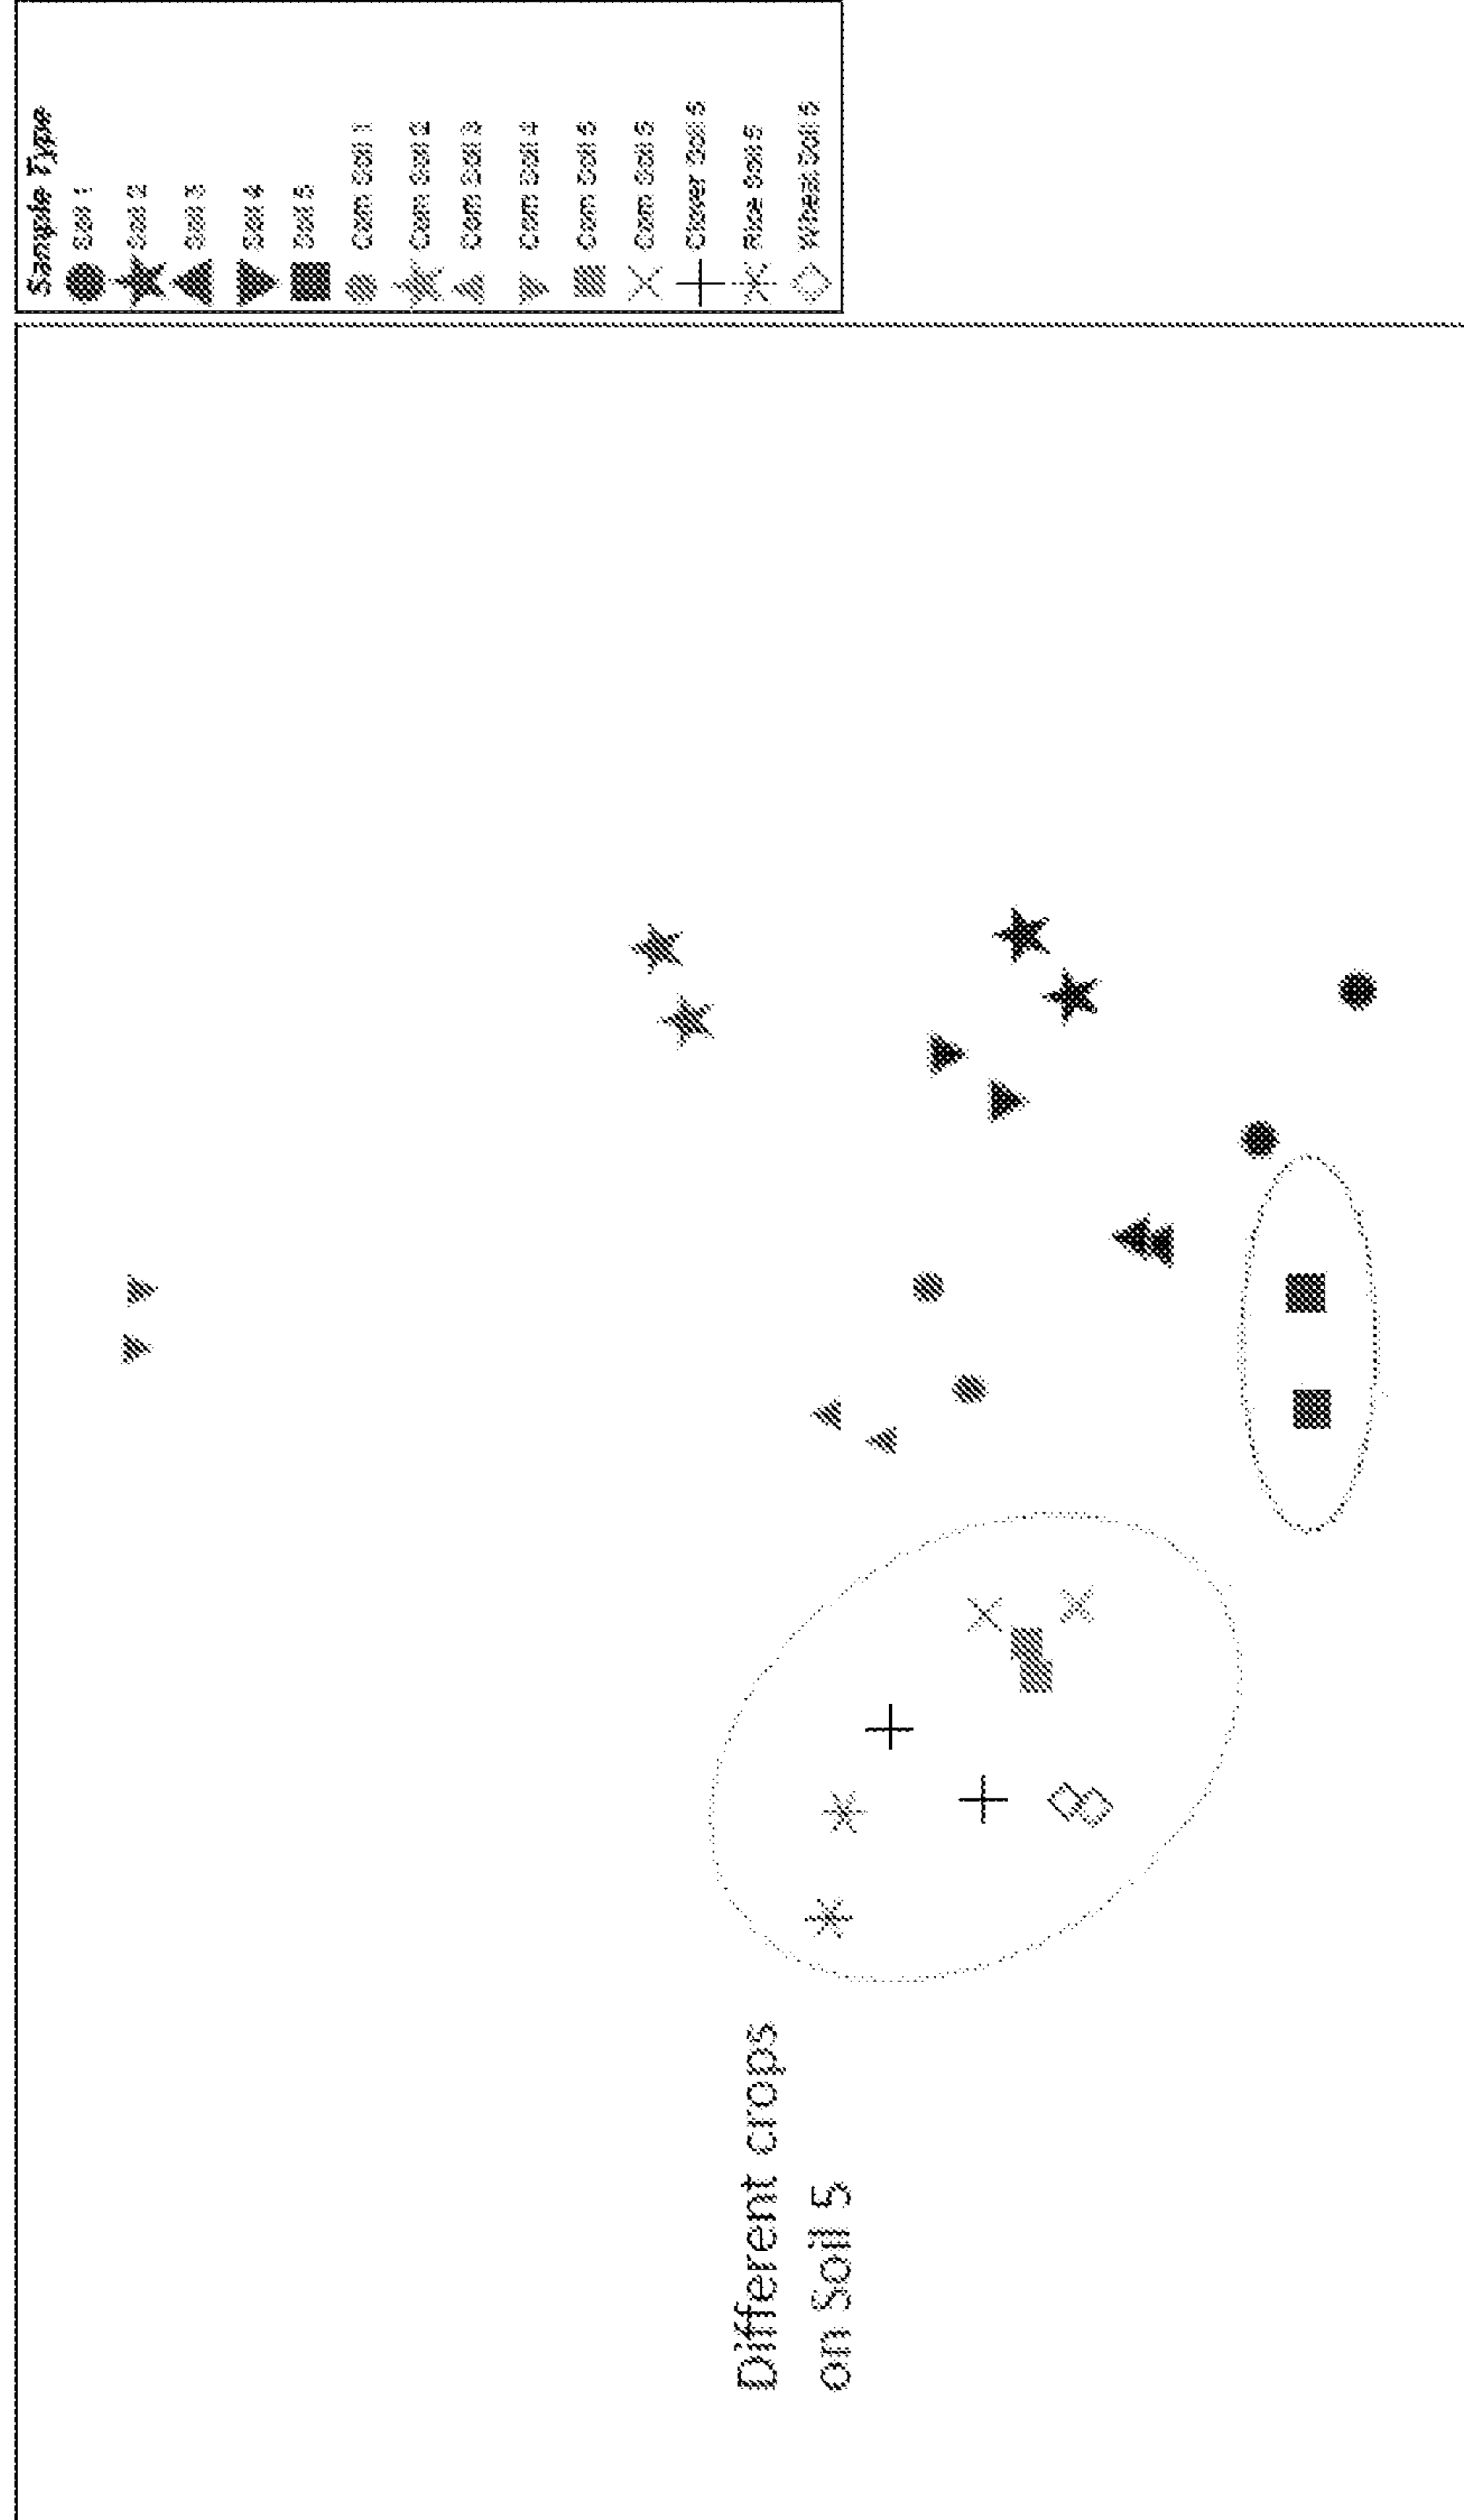 Sample Type
Soil 1
Soil 2
Soil 3
Soil 4
Soil 5
Corn Soil 1
Corn Soil 2
Corn Soil 3
Corn Soil 4
Corn Soil 5
Corn Soil 5
Clover Soil 5
Rice Soil 5
Wheat Soil 5
Different crops
on Soil 5